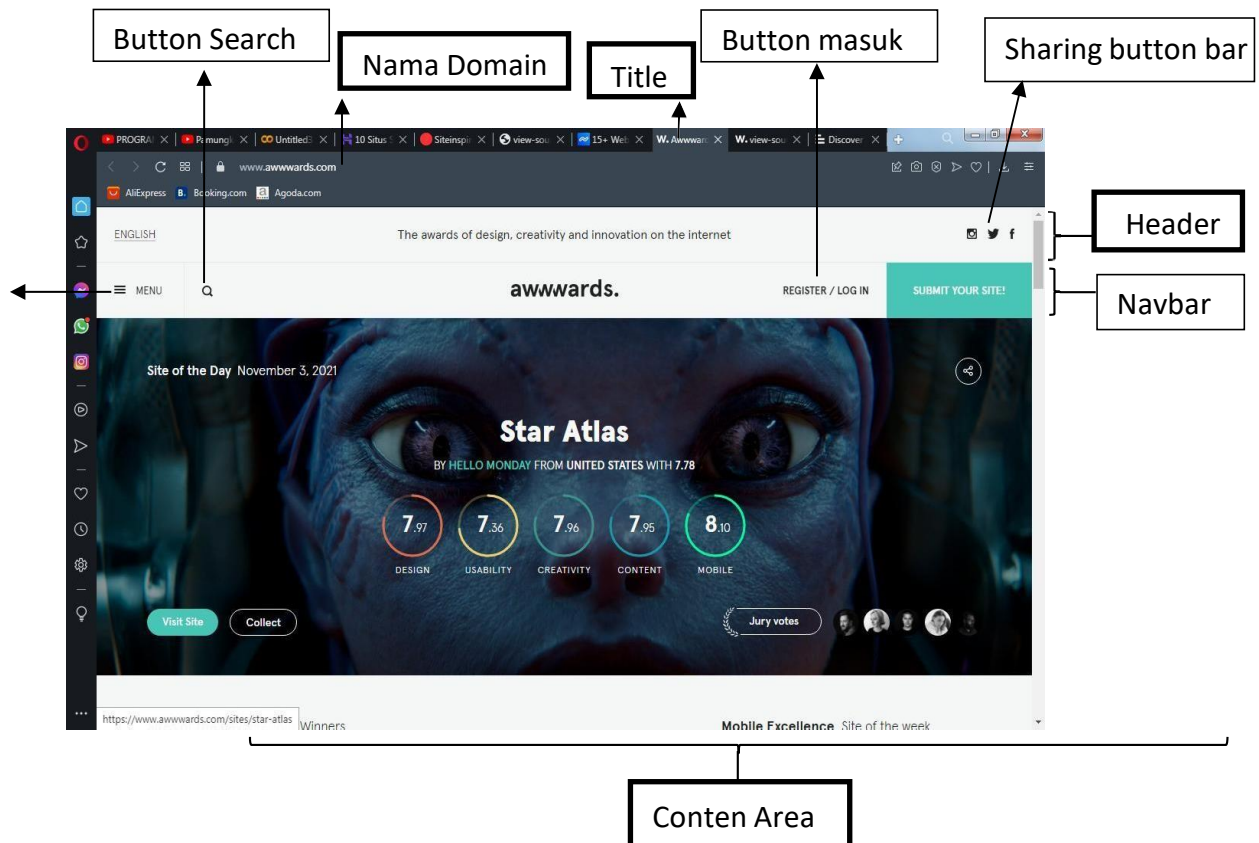 Button Search
Nama Domain
Title
Button masuk
Sharing button bar
PROGRA
Pamungk
Untitled3
10 Situs S
Siteinspir
view-sou
15+ Web
W. Awwwar
W. view-sou
Discover
www.awwwards.com
AliExpress B. Booking.com a Agoda.com
ENGLISH
The awards of design, creativity and innovation on the internet
Header
MENU
awwwards.
REGISTER / LOG IN
SUBMIT YOUR SITE!
Navbar
Site of the Day November 3, 2021
Star Atlas
BY HELLO MONDAY FROM UNITED STATES WITH 7.78
7.97
7.36
7.96
7.95
8.10
DESIGN
USABILITY
CREATIVITY
CONTENT
MOBILE
Visit Site
Collect
Jury votes
https://www.awwwards.com/sites/star-atlas
Winners
Mobile Excellence Site of the week
Conten Area